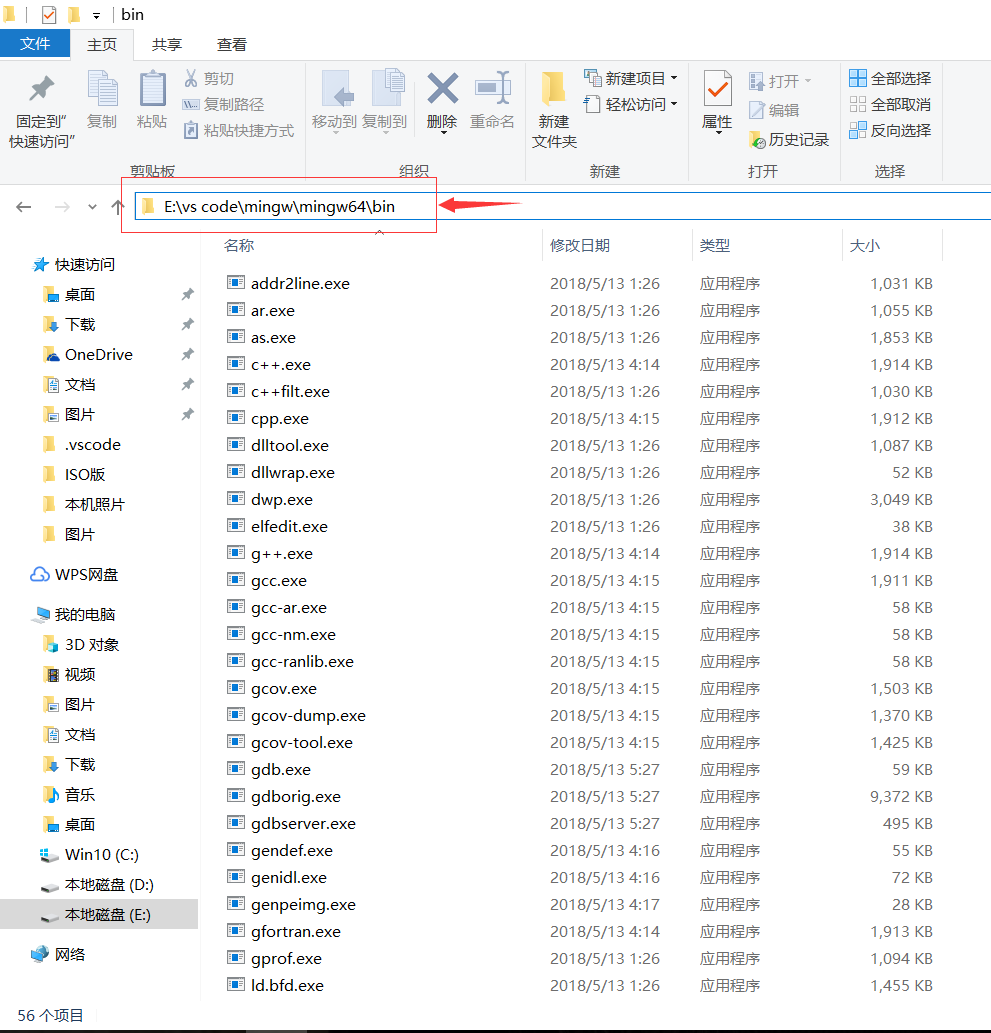 bin
文件 主页 共享 查看
固定到“快速访问” 复制 粘贴 剪切 复制路径 粘贴快捷方式 移动到 复制到 删除 重命名 新建文件夹 新建项目 轻松访问 属性 打开 编辑 历史记录 全部选择 全部取消 反向选择
剪贴板 组织 新建 打开 选择
E:\vs code\mingw\mingw64\bin
名称 修改日期 类型 大小
快速访问
桌面
下载
OneDrive
文档
图片
.vscode
ISO版
本机照片
图片
WPS网盘
我的电脑
3D 对象
视频
图片
文档
下载
音乐
桌面
Win10 (C:)
本地磁盘 (D:)
本地磁盘 (E:)
网络
addr2line.exe 2018/5/13 1:26 应用程序 1,031 KB
ar.exe 2018/5/13 1:26 应用程序 1,055 KB
as.exe 2018/5/13 1:26 应用程序 1,853 KB
c++.exe 2018/5/13 4:14 应用程序 1,914 KB
c++filt.exe 2018/5/13 1:26 应用程序 1,030 KB
cpp.exe 2018/5/13 4:15 应用程序 1,912 KB
dlltool.exe 2018/5/13 1:26 应用程序 1,087 KB
dllwrap.exe 2018/5/13 1:26 应用程序 52 KB
dwp.exe 2018/5/13 1:26 应用程序 3,049 KB
elfedit.exe 2018/5/13 1:26 应用程序 38 KB
g++.exe 2018/5/13 4:14 应用程序 1,914 KB
gcc.exe 2018/5/13 4:15 应用程序 1,911 KB
gcc-ar.exe 2018/5/13 4:15 应用程序 58 KB
gcc-nm.exe 2018/5/13 4:15 应用程序 58 KB
gcc-ranlib.exe 2018/5/13 4:15 应用程序 58 KB
gcov.exe 2018/5/13 4:15 应用程序 1,503 KB
gcov-dump.exe 2018/5/13 4:15 应用程序 1,370 KB
gcov-tool.exe 2018/5/13 4:15 应用程序 1,425 KB
gdb.exe 2018/5/13 5:27 应用程序 59 KB
gdborig.exe 2018/5/13 5:27 应用程序 9,372 KB
gdbserver.exe 2018/5/13 5:27 应用程序 495 KB
gendef.exe 2018/5/13 4:16 应用程序 55 KB
genidl.exe 2018/5/13 4:16 应用程序 72 KB
genpeimg.exe 2018/5/13 4:17 应用程序 28 KB
gfortran.exe 2018/5/13 4:14 应用程序 1,913 KB
gprof.exe 2018/5/13 1:26 应用程序 1,094 KB
ld.bfd.exe 2018/5/13 1:26 应用程序 1,455 KB
56 个项目